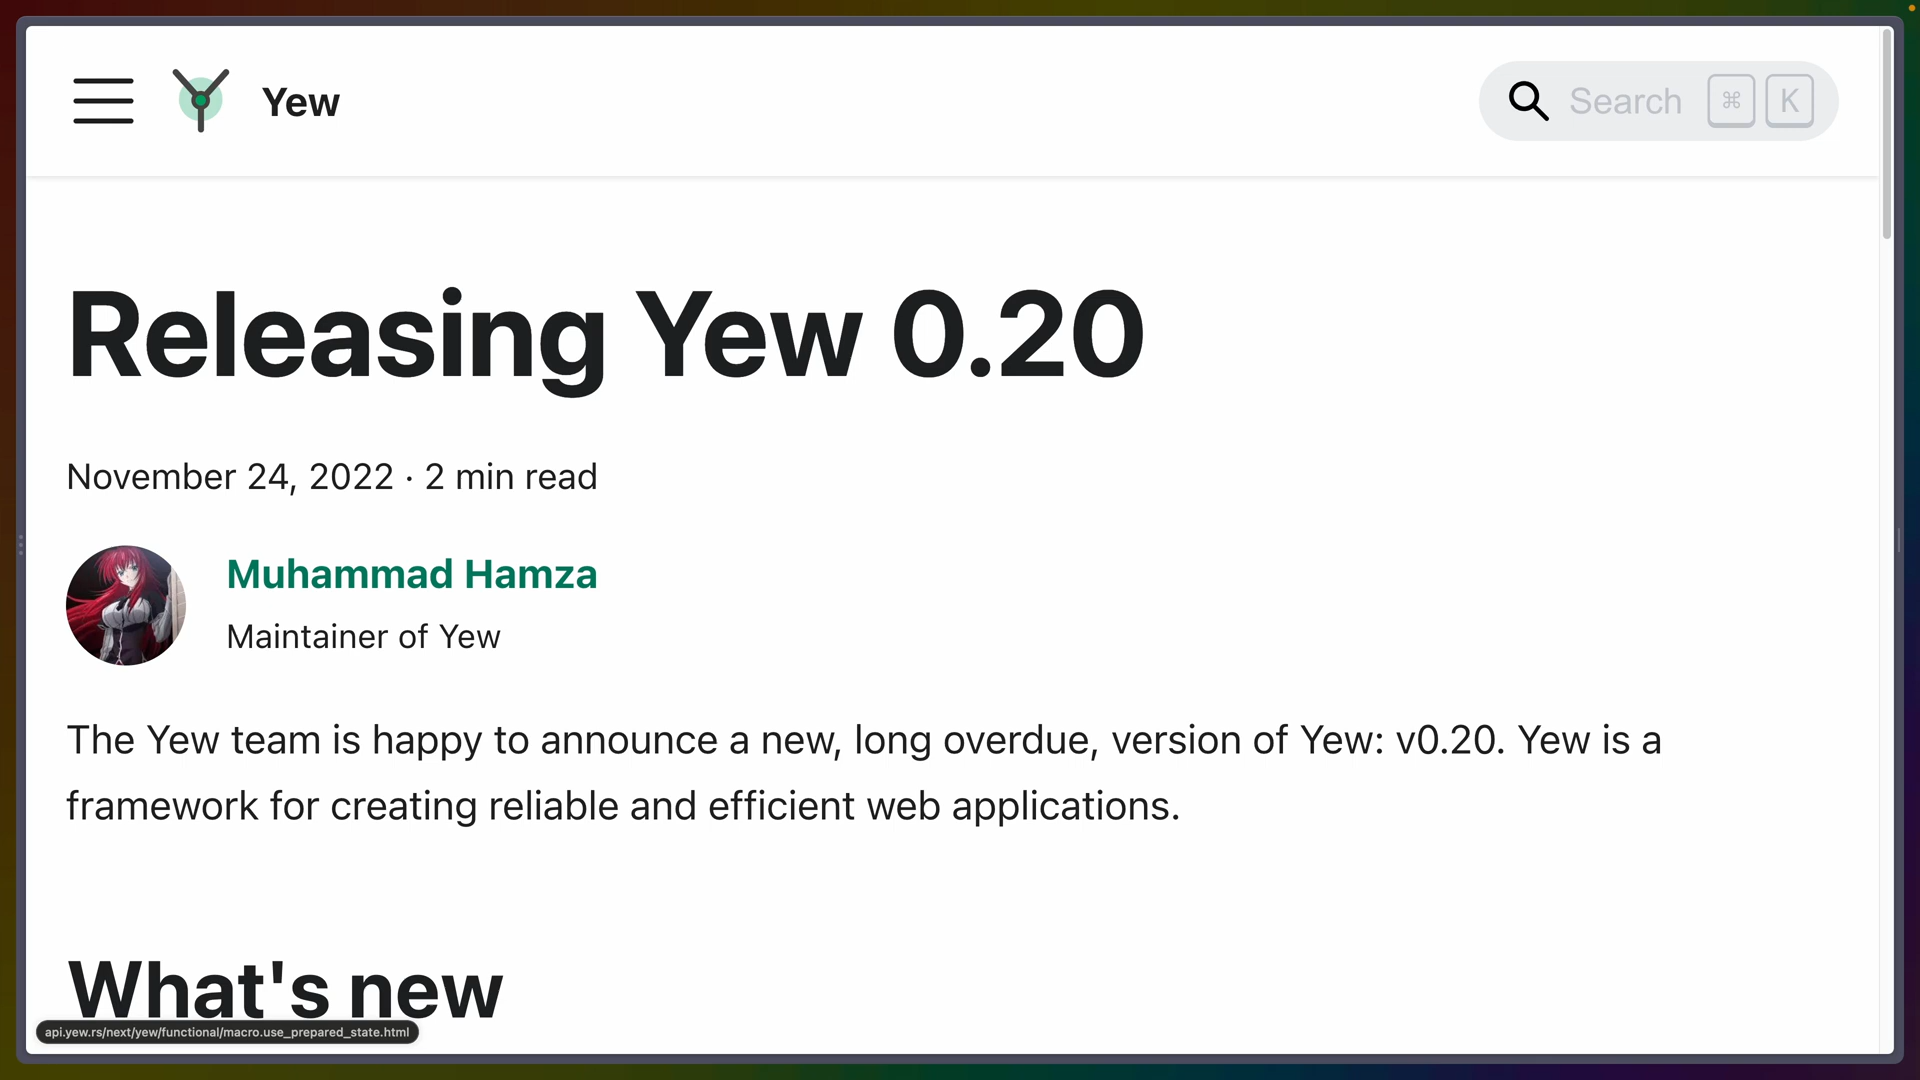 Yew
Search ⌘ K
Releasing Yew 0.20
November 24, 2022 · 2 min read
Muhammad Hamza
Maintainer of Yew
The Yew team is happy to announce a new, long overdue, version of Yew: v0.20. Yew is a
framework for creating reliable and efficient web applications.
What's new
api.yew.rs/next/yew/functional/macro.use_prepared_state.html